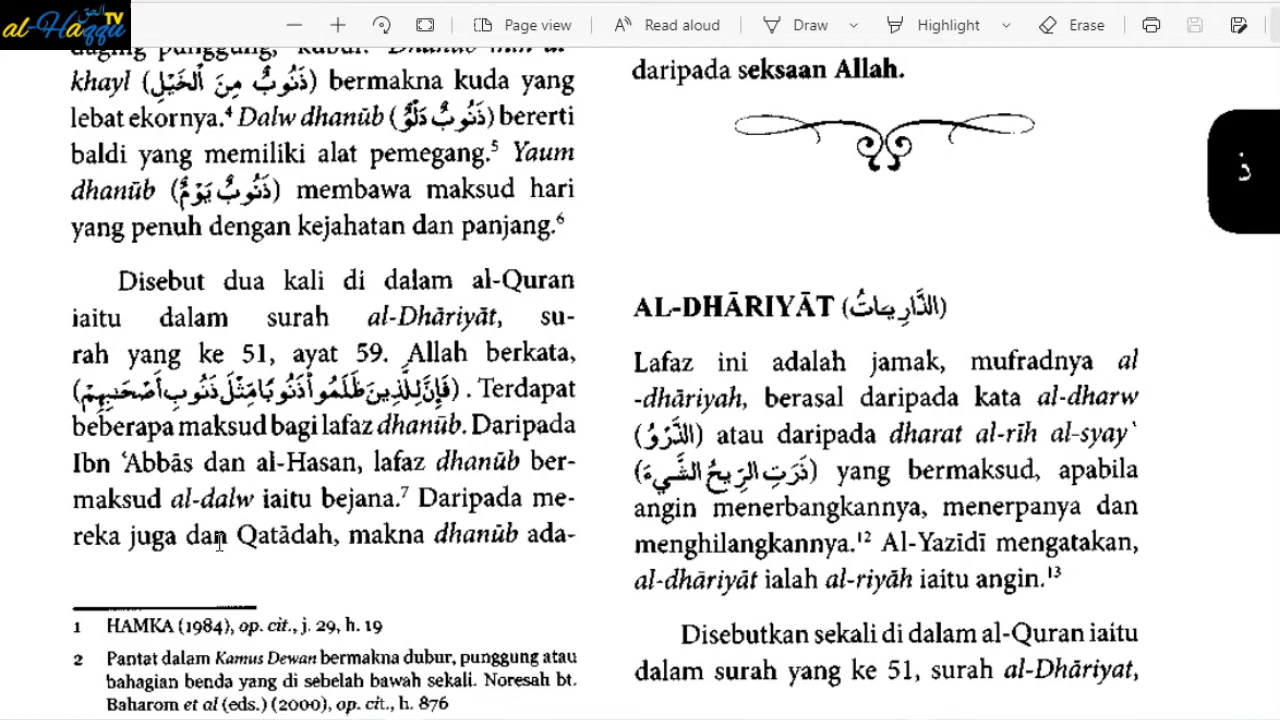 al-Haqqu TV الحق
Page view
Read aloud
Draw
Highlight
Erase
daging punggung, kubur. Dhanūb min al-
khayl (ذَنُوبٌ مِنَ الْخَيْلِ) bermakna kuda yang
lebat ekornya.⁴ Dalw dhanūb (ذَنُوبٌ دَلْوٌ) bererti
baldi yang memiliki alat pemegang.⁵ Yaum
dhanūb (ذَنُوبٌ يَوْمٌ) membawa maksud hari
yang penuh dengan kejahatan dan panjang.⁶
Disebut dua kali di dalam al-Quran
iaitu dalam surah al-Dhāriyāt, su-
rah yang ke 51, ayat 59. Allah berkata,
(فَإِنَّ لِلَّذِينَ ظَلَمُوا ذَنُوبًا مِّثْلَ ذَنُوبِ أَصْحَابِهِمْ). Terdapat
beberapa maksud bagi lafaz dhanūb. Daripada
Ibn ‘Abbās dan al-Hasan, lafaz dhanūb ber-
maksud al-dalw iaitu bejana.⁷ Daripada me-
reka juga dan Qatādah, makna dhanūb ada-
1 HAMKA (1984), op. cit., j. 29, h. 19
2 Pantat dalam Kamus Dewan bermakna dubur, punggung atau
bahagian benda yang di sebelah bawah sekali. Noresah bt.
Baharom et al (eds.) (2000), op. cit., h. 876
daripada seksaan Allah.
ذ
AL-DHĀRIYĀT (الذَّارِيَاتُ)
Lafaz ini adalah jamak, mufradnya al
-dhāriyah, berasal daripada kata al-dharw
(الذَّرْوُ) atau daripada dharat al-rīh al-syay`
(ذَرَتِ الرِّيحُ الشَّيءَ) yang bermaksud, apabila
angin menerbangkannya, menerpanya dan
menghilangkannya.¹² Al-Yazīdī mengatakan,
al-dhāriyāt ialah al-riyāh iaitu angin.¹³
Disebutkan sekali di dalam al-Quran iaitu
dalam surah yang ke 51, surah al-Dhāriyat,